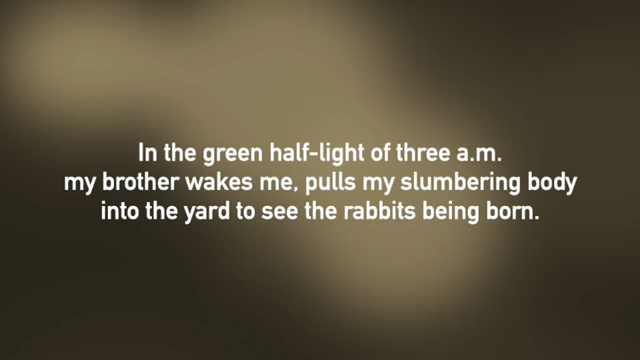 In the green half-light of three a.m.
my brother wakes me, pulls my slumbering body
into the yard to see the rabbits being born.